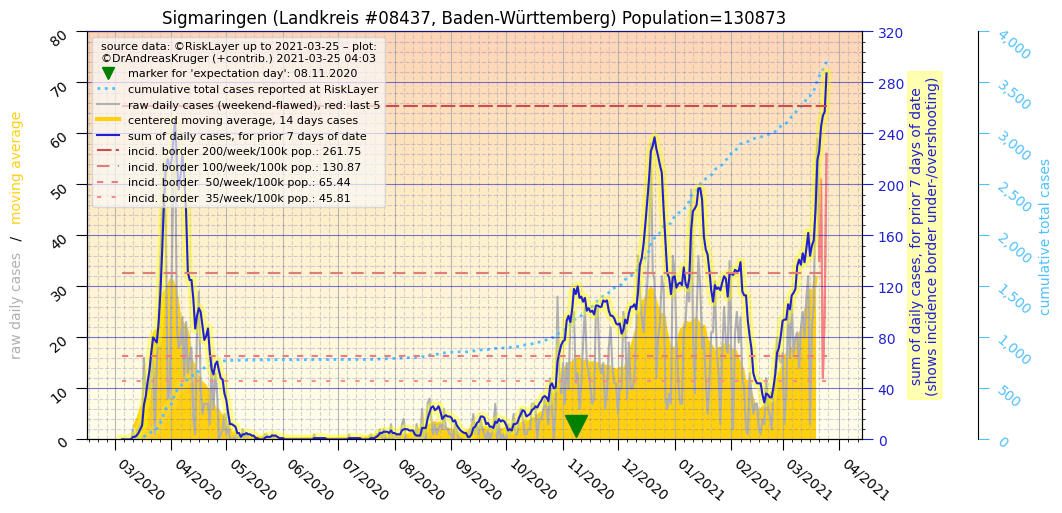 Sigmaringen (Landkreis #08437, Baden-Württemberg) Population=130873
source data: ©RiskLayer up to 2021-03-25 – plot:
©DrAndreasKruger (+contrib.) 2021-03-25 04:03
marker for 'expectation day': 08.11.2020
cumulative total cases reported at RiskLayer
raw daily cases (weekend-flawed), red: last 5
centered moving average, 14 days cases
sum of daily cases, for prior 7 days of date
incid. border 200/week/100k pop.: 261.75
incid. border 100/week/100k pop.: 130.87
incid. border  50/week/100k pop.: 65.44
incid. border  35/week/100k pop.: 45.81
raw daily cases / moving average
80
70
60
50
40
30
20
10
0
03/2020
04/2020
05/2020
06/2020
07/2020
08/2020
09/2020
10/2020
11/2020
12/2020
01/2021
02/2021
03/2021
04/2021
320
280
240
200
160
120
80
40
0
sum of daily cases, for prior 7 days of date
(shows incidence border under-/overshooting)
4,000
3,500
3,000
2,500
2,000
1,500
1,000
500
0
cumulative total cases